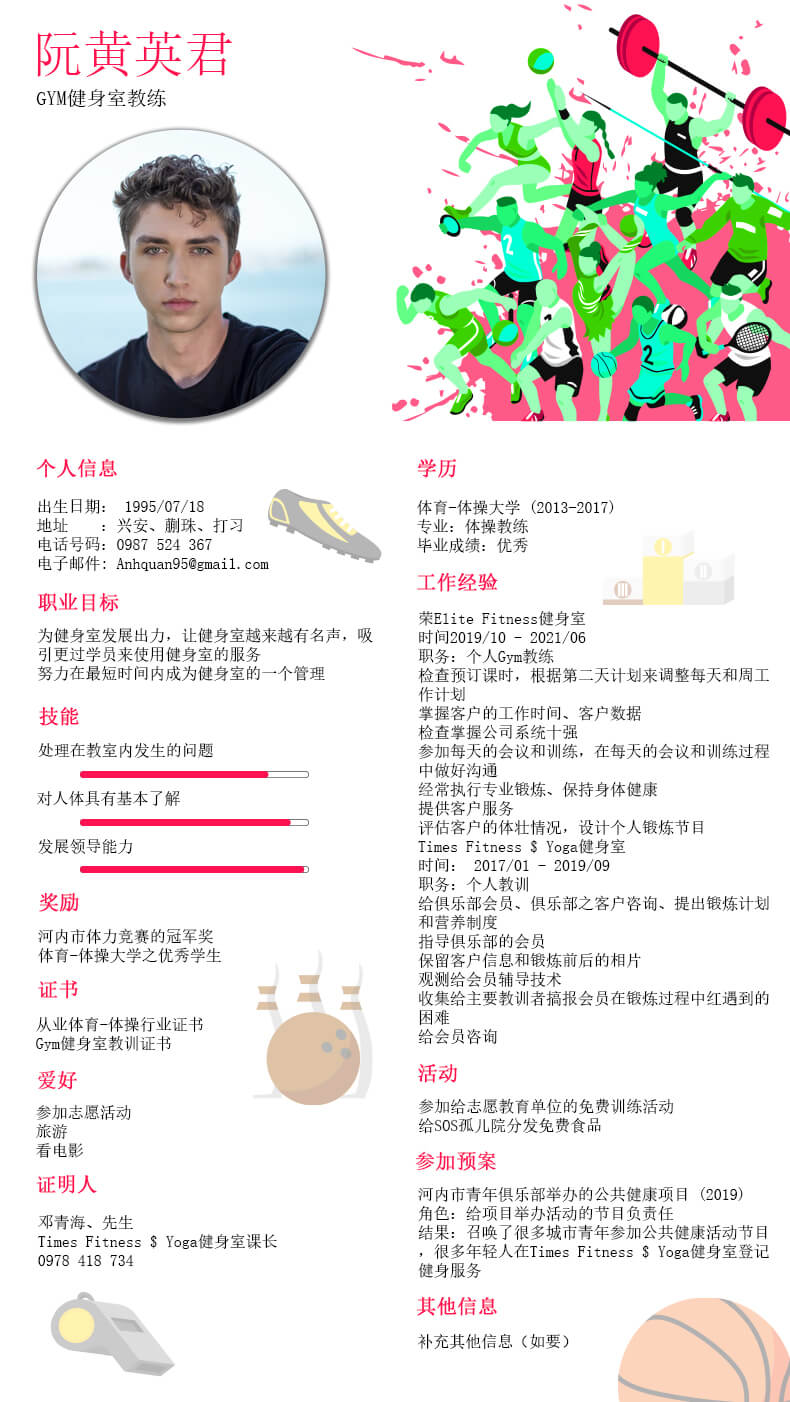 阮黄英君
GYM健身室教练
个人信息
出生日期： 1995/07/18
地址　　：兴安、蒯珠、打习
电话号码：0987 524 367
电子邮件: Anhquan95@gmail.com
职业目标
为健身室发展出力，让健身室越来越有名声，吸
引更过学员来使用健身室的服务
努力在最短时间内成为健身室的一个管理
技能
处理在教室内发生的问题
对人体具有基本了解
发展领导能力
奖励
河内市体力竞赛的冠军奖
体育-体操大学之优秀学生
证书
从业体育-体操行业证书
Gym健身室教训证书
爱好
参加志愿活动
旅游
看电影
证明人
邓青海、先生
Times Fitness $ Yoga健身室课长
0978 418 734
学历
体育-体操大学 (2013-2017)
专业：体操教练
毕业成绩：优秀
工作经验
荣Elite Fitness健身室
时间2019/10 - 2021/06
职务：个人Gym教练
检查预订课时，根据第二天计划来调整每天和周工
作计划
掌握客户的工作时间、客户数据
检查掌握公司系统十强
参加每天的会议和训练，在每天的会议和训练过程
中做好沟通
经常执行专业锻炼、保持身体健康
提供客户服务
评估客户的体壮情况，设计个人锻炼节目
Times Fitness $ Yoga健身室
时间： 2017/01 - 2019/09
职务：个人教训
给俱乐部会员、俱乐部之客户咨询、提出锻炼计划
和营养制度
指导俱乐部的会员
保留客户信息和锻炼前后的相片
观测给会员辅导技术
收集给主要教训者搞报会员在锻炼过程中红遇到的
困难
给会员咨询
活动
参加给志愿教育单位的免费训练活动
给SOS孤儿院分发免费食品
参加预案
河内市青年俱乐部举办的公共健康项目 (2019)
角色：给项目举办活动的节目负责任
结果：召唤了很多城市青年参加公共健康活动节目
，很多年轻人在Times Fitness $ Yoga健身室登记
健身服务
其他信息
补充其他信息（如要）
2
2
2